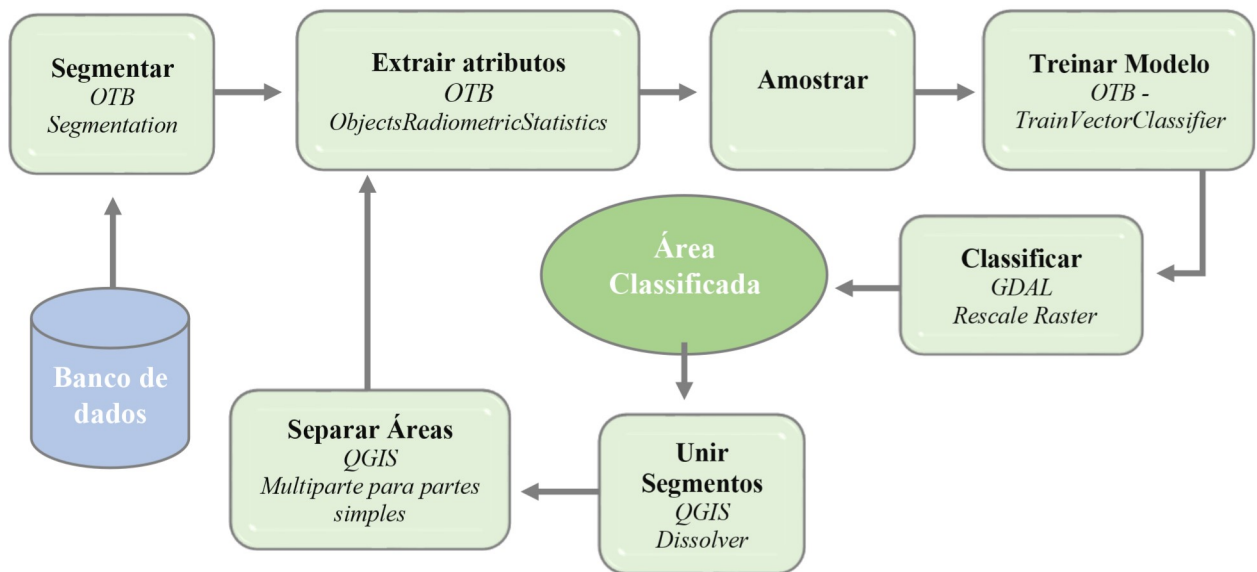 Segmentar
OTB
Segmentation
Extrair atributos
OTB
ObjectsRadiometricStatistics
Amostrar
Treinar Modelo
OTB -
TrainVectorClassifier
Classificar
GDAL
Rescale Raster
Área
Classificada
Unir
Segmentos
QGIS
Dissolver
Separar Áreas
QGIS
Multiparte para partes
simples
Banco de
dados